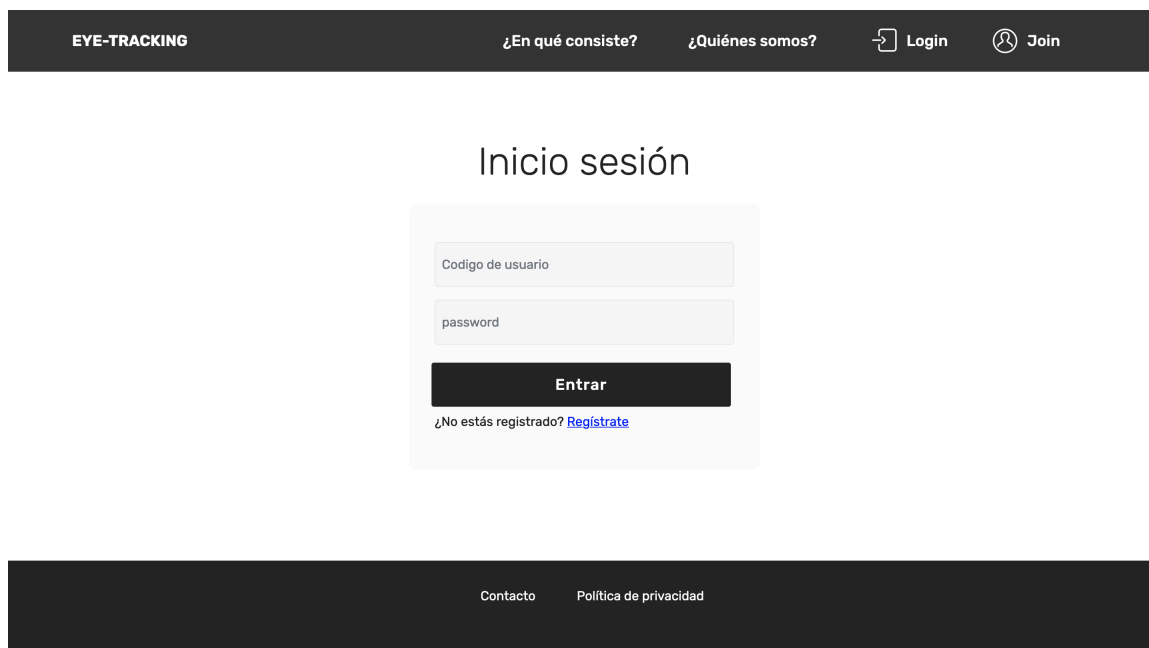 EYE-TRACKING ¿En qué consiste? ¿Quiénes somos? Login Join
Inicio sesión
Codigo de usuario
password
Entrar
¿No estás registrado? Regístrate
Contacto Política de privacidad